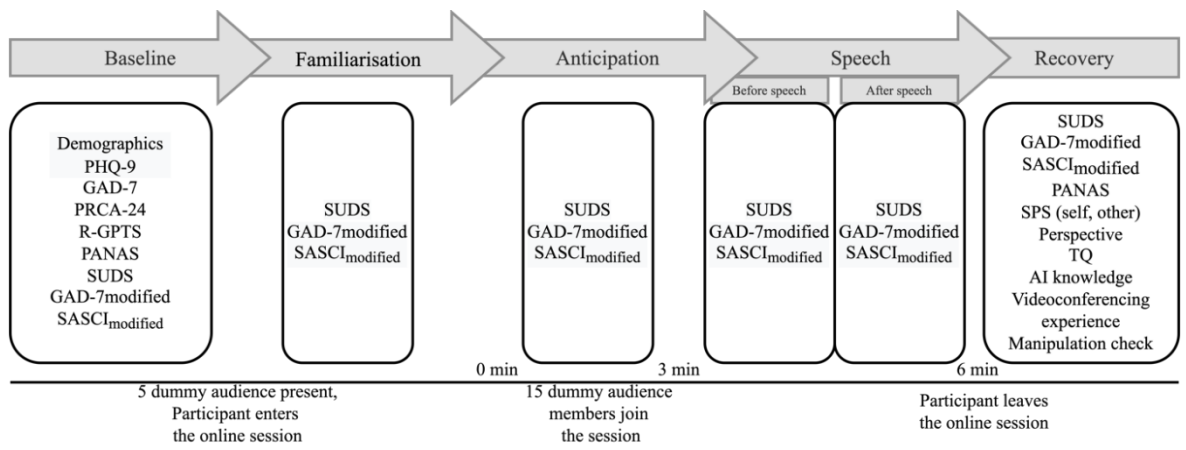 Baseline
Familiarisation
Anticipation
Speech
Recovery
Before speech
After speech
Demographics
PHQ-9
GAD-7
PRCA-24
R-GPTS
PANAS
SUDS
GAD-7modified
SASCImodified
SUDS
GAD-7modified
SASCImodified
SUDS
GAD-7modified
SASCImodified
SUDS
GAD-7modified
SASCImodified
SUDS
GAD-7modified
SASCImodified
SUDS
GAD-7modified
SASCImodified
PANAS
SPS (self, other)
Perspective
TQ
AI knowledge
Videoconferencing
experience
Manipulation check
0 min
3 min
6 min
5 dummy audience present,
Participant enters
the online session
15 dummy audience
members join
the session
Participant leaves
the online session